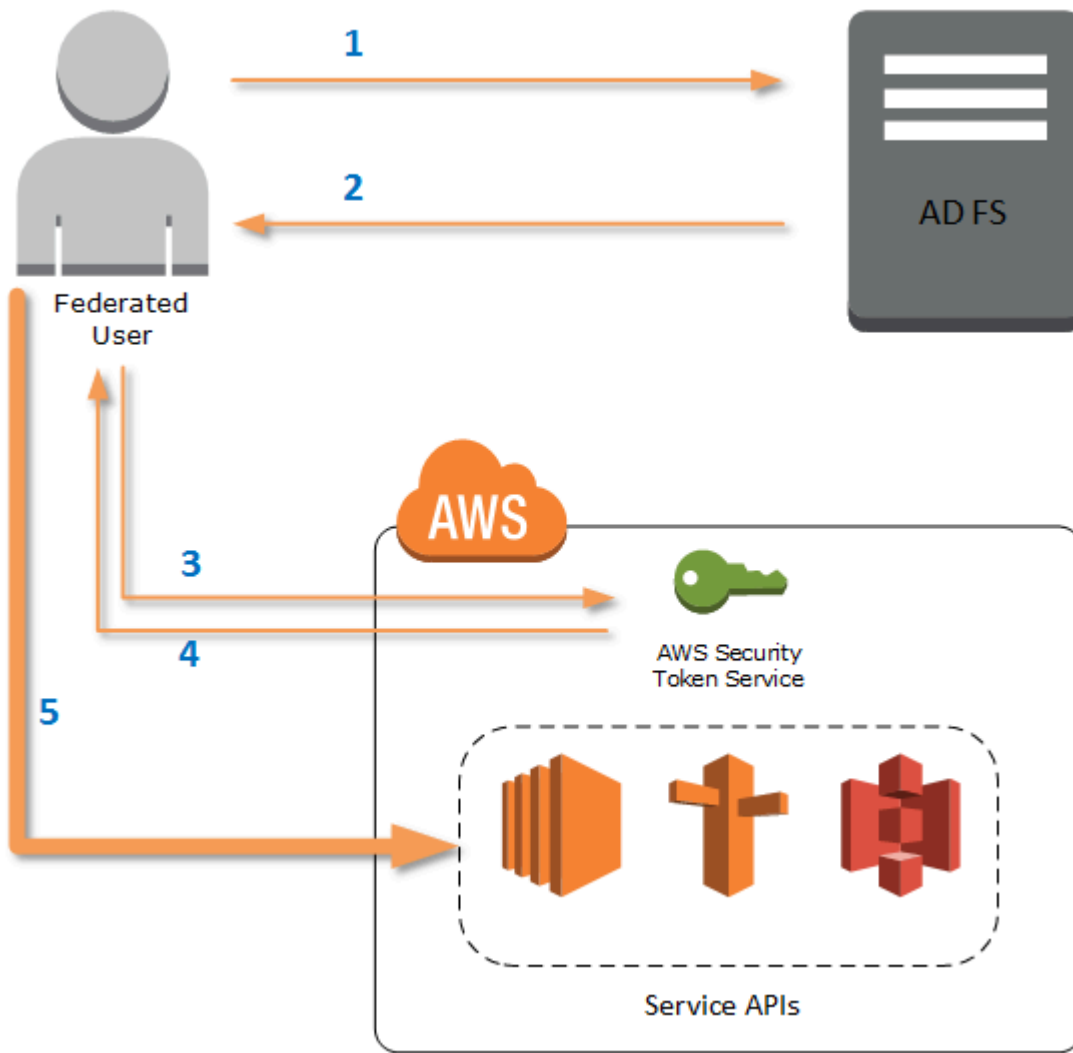 1
2
AD FS
Federated
User
AWS
3
4
AWS Security
Token Service
5
Service APIs